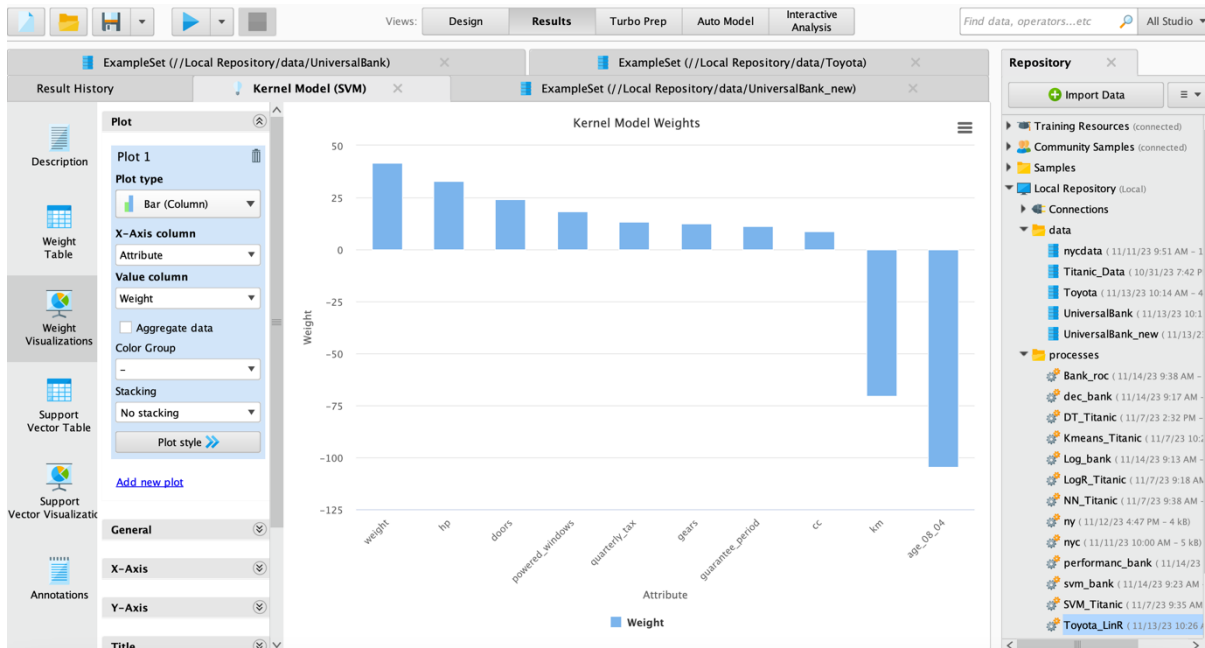 Views:
Design
Results
Turbo Prep
Auto Model
Interactive
Analysis
Find data, operators...etc
All Studio
ExampleSet (//Local Repository/data/UniversalBank)
ExampleSet (//Local Repository/data/Toyota)
Result History
Kernel Model (SVM)
ExampleSet (//Local Repository/data/UniversalBank_new)
Description
Weight
Table
Weight
Visualizations
Support
Vector Table
Support
Vector Visualizatio
Annotations
Plot
Plot 1
Plot type
Bar (Column)
X-Axis column
Attribute
Value column
Weight
Aggregate data
Color Group
–
Stacking
No stacking
Plot style
Add new plot
General
X-Axis
Y-Axis
Title
Kernel Model Weights
50
25
0
-25
-50
-75
-100
-125
Weight
weight
hp
doors
powered_windows
quarterly_tax
gears
guarantee_period
cc
km
age_08_04
Attribute
Weight
Repository
Import Data
Training Resources (connected)
Community Samples (connected)
Samples
Local Repository (Local)
Connections
data
nycdata (11/11/23 9:51 AM – 1
Titanic_Data (10/31/23 7:42 P
Toyota (11/13/23 10:14 AM – 4
UniversalBank (11/13/23 10:1
UniversalBank_new (11/13/2
processes
Bank_roc (11/14/23 9:38 AM –
dec_bank (11/14/23 9:17 AM –
DT_Titanic (11/7/23 2:32 PM –
Kmeans_Titanic (11/7/23 10:2
Log_bank (11/14/23 9:13 AM –
LogR_Titanic (11/7/23 9:18 AM
NN_Titanic (11/7/23 9:38 AM –
ny (11/12/23 4:47 PM – 4 kB)
nyc (11/11/23 10:00 AM – 5 kB)
performanc_bank (11/14/23
svm_bank (11/14/23 9:23 AM
SVM_Titanic (11/7/23 9:35 AM
Toyota_LinR (11/13/23 10:26